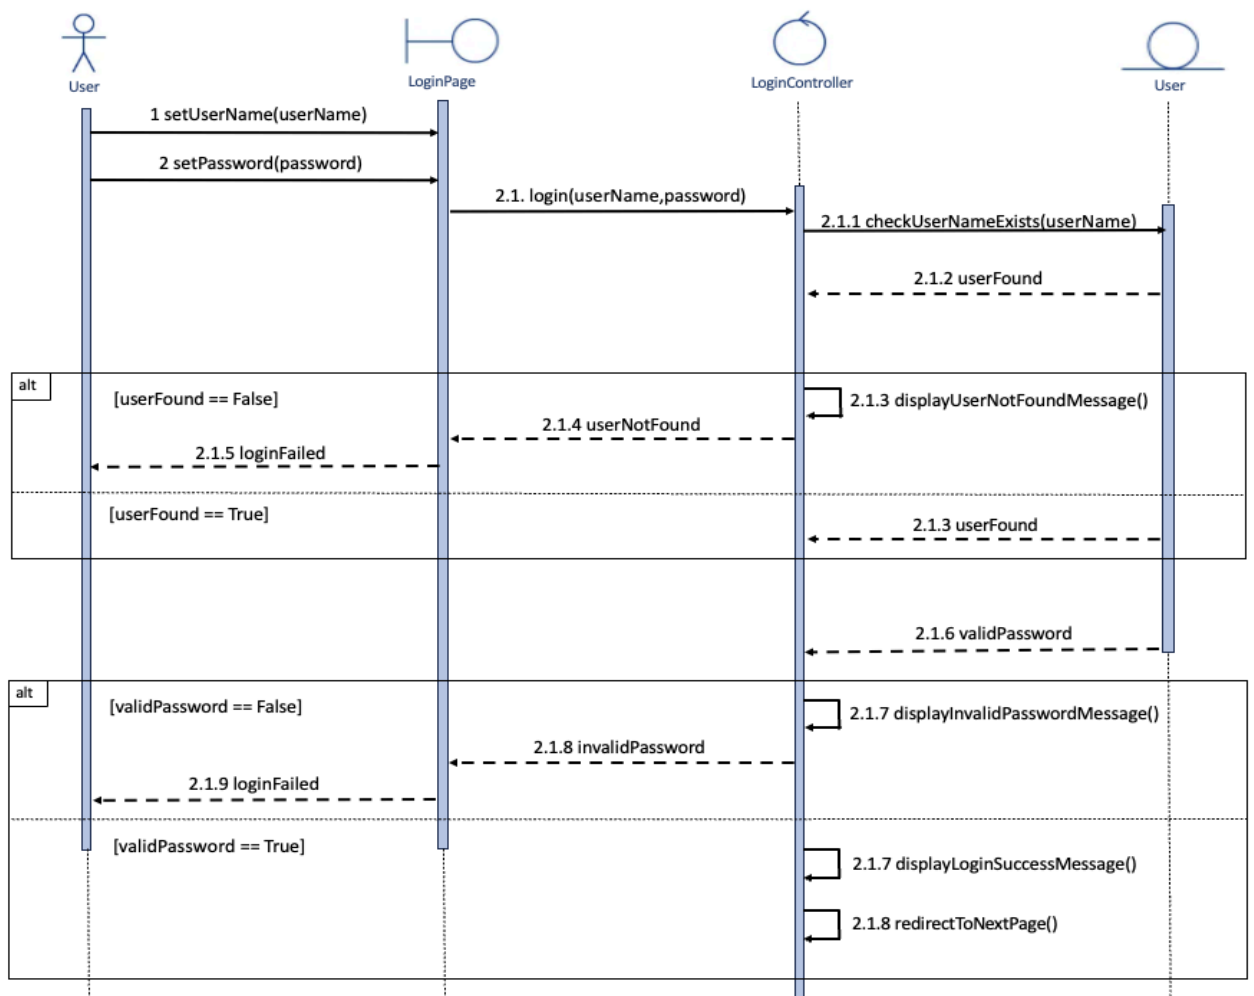 User
LoginPage
LoginController
User
1 setUserName(userName)
2 setPassword(password)
2.1. login(userName,password)
2.1.1 checkUserNameExists(userName)
2.1.2 userFound
alt
[userFound == False]
2.1.3 displayUserNotFoundMessage()
2.1.4 userNotFound
2.1.5 loginFailed
[userFound == True]
2.1.3 userFound
2.1.6 validPassword
alt
[validPassword == False]
2.1.7 displayInvalidPasswordMessage()
2.1.8 invalidPassword
2.1.9 loginFailed
[validPassword == True]
2.1.7 displayLoginSuccessMessage()
2.1.8 redirectToNextPage()